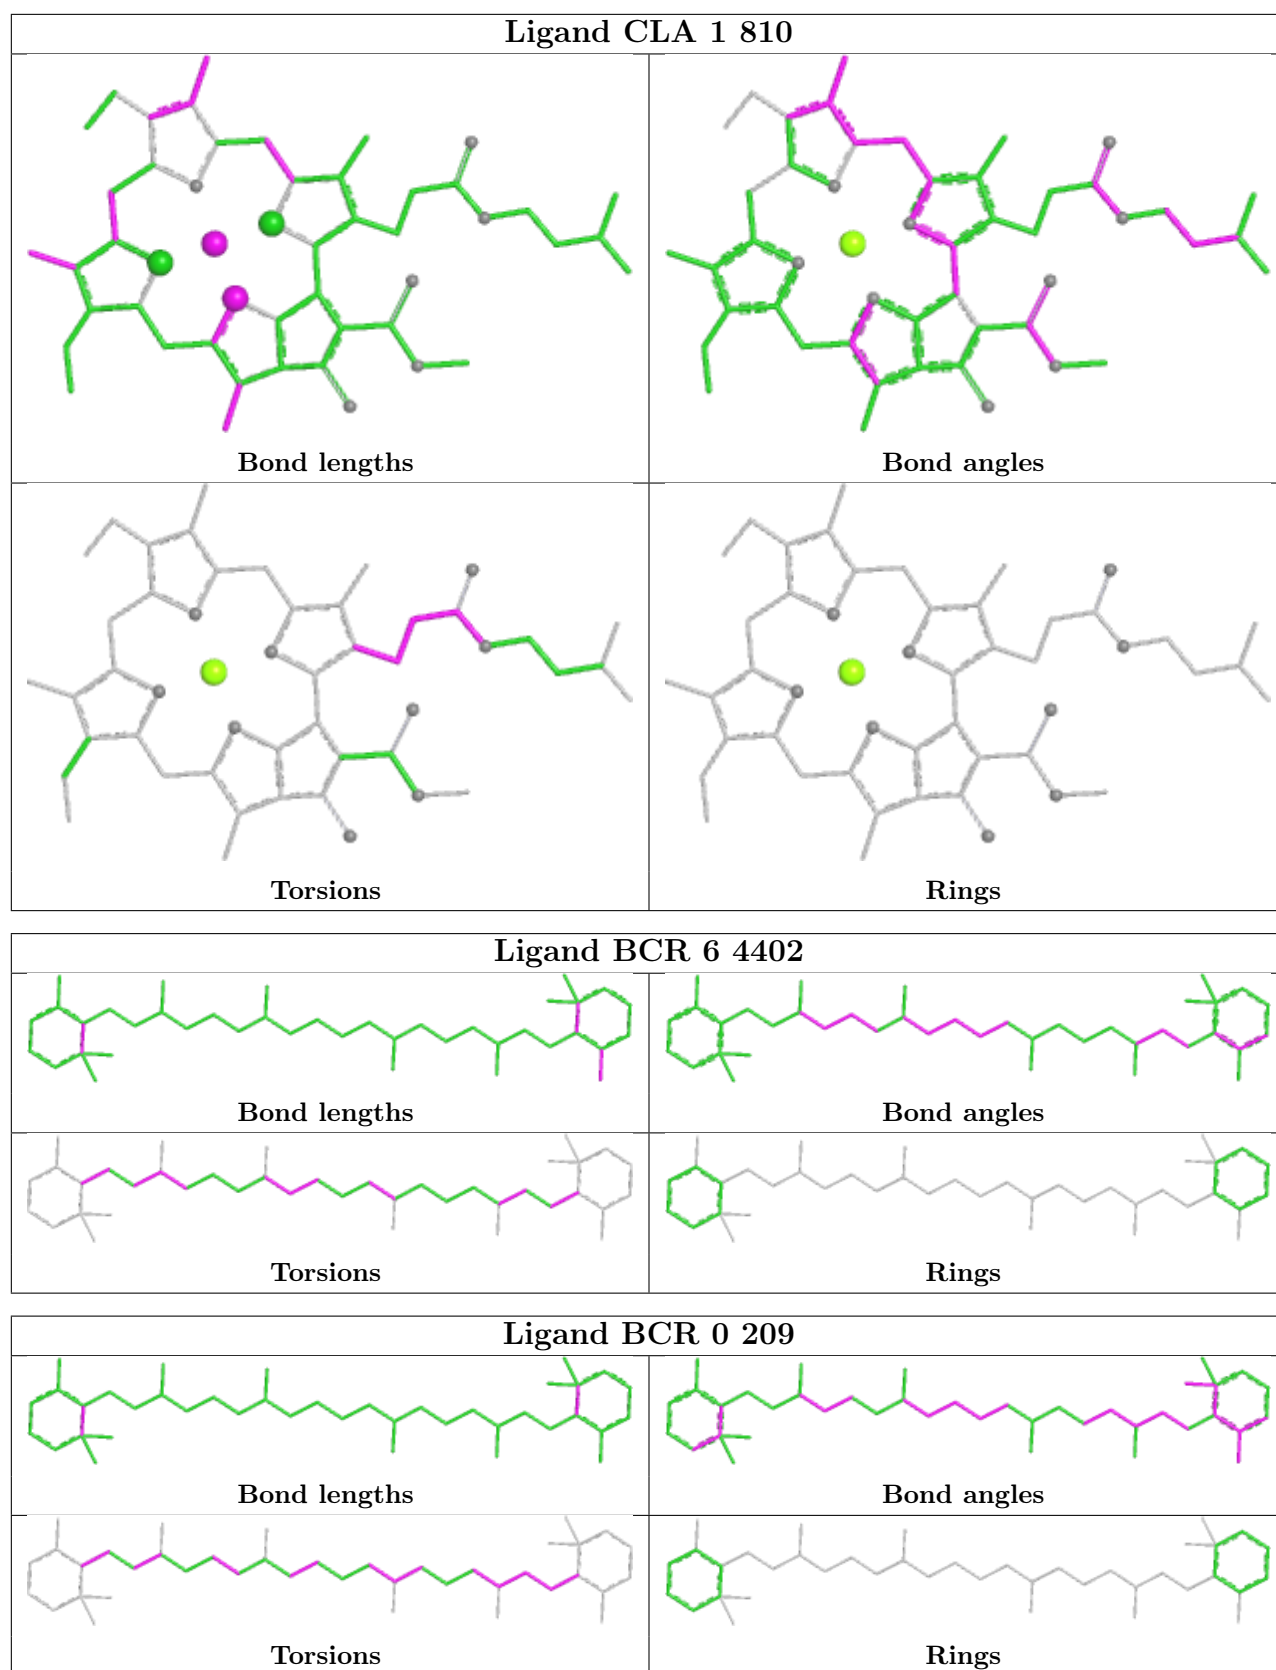 Ligand CLA 1 810
Bond lengths
Bond angles
Torsions
Rings
Ligand BCR 6 4402
Bond lengths
Bond angles
Torsions
Rings
Ligand BCR 0 209
Bond lengths
Bond angles
Torsions
Rings